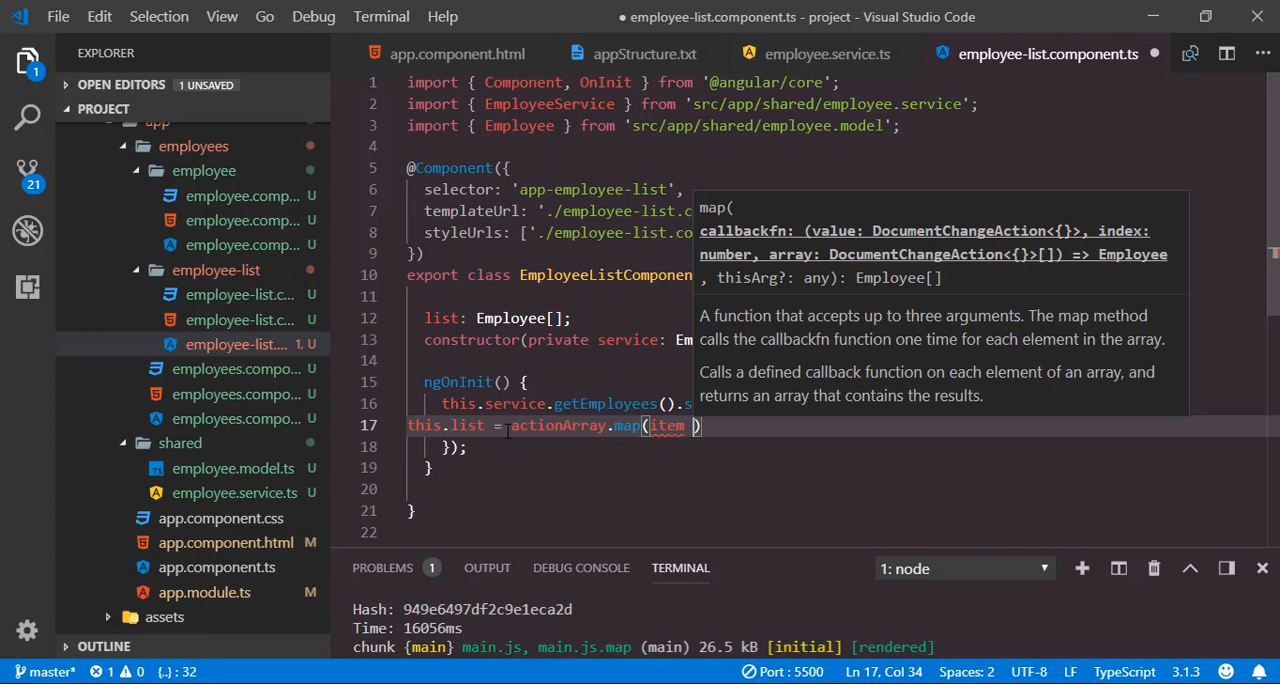 File Edit Selection View Go Debug Terminal Help ● employee-list.component.ts - project - Visual Studio Code
EXPLORER
app.component.html appStructure.txt employee.service.ts employee-list.component.ts
OPEN EDITORS 1 UNSAVED
PROJECT
app
employees
employee
employee.comp... U
employee.comp... U
employee.comp... U
employee-list
employee-list.c... U
employee-list.c... U
employee-list.... 1, U
employees.compo... U
employees.compo... U
employees.compo... U
shared
employee.model.ts U
employee.service.ts U
app.component.css
app.component.html M
app.component.ts
app.module.ts M
assets
OUTLINE
1
21
1 import { Component, OnInit } from '@angular/core';
2 import { EmployeeService } from 'src/app/shared/employee.service';
3 import { Employee } from 'src/app/shared/employee.model';
4
5 @Component({
6 selector: 'app-employee-list',
7 templateUrl: './employee-list.c
8 styleUrls: ['./employee-list.co
9 })
10 export class EmployeeListComponent
11
12 list: Employee[];
13 constructor(private service: Em
14
15 ngOnInit() {
16 this.service.getEmployees().s
17 this.list = actionArray.map(item )
18 });
19 }
20
21 }
22
map(
callbackfn: (value: DocumentChangeAction<{}>, index:
number, array: DocumentChangeAction<{}>[]) => Employee
, thisArg?: any): Employee[]
A function that accepts up to three arguments. The map method
calls the callbackfn function one time for each element in the array.
Calls a defined callback function on each element of an array, and
returns an array that contains the results.
PROBLEMS 1 OUTPUT DEBUG CONSOLE TERMINAL 1: node
Hash: 949e6497df2c9e1eca2d
Time: 16056ms
chunk {main} main.js, main.js.map (main) 26.5 kB [initial] [rendered]
master* 1 0 {..} : 32 Port : 5500 Ln 17, Col 34 Spaces: 2 UTF-8 LF TypeScript 3.1.3